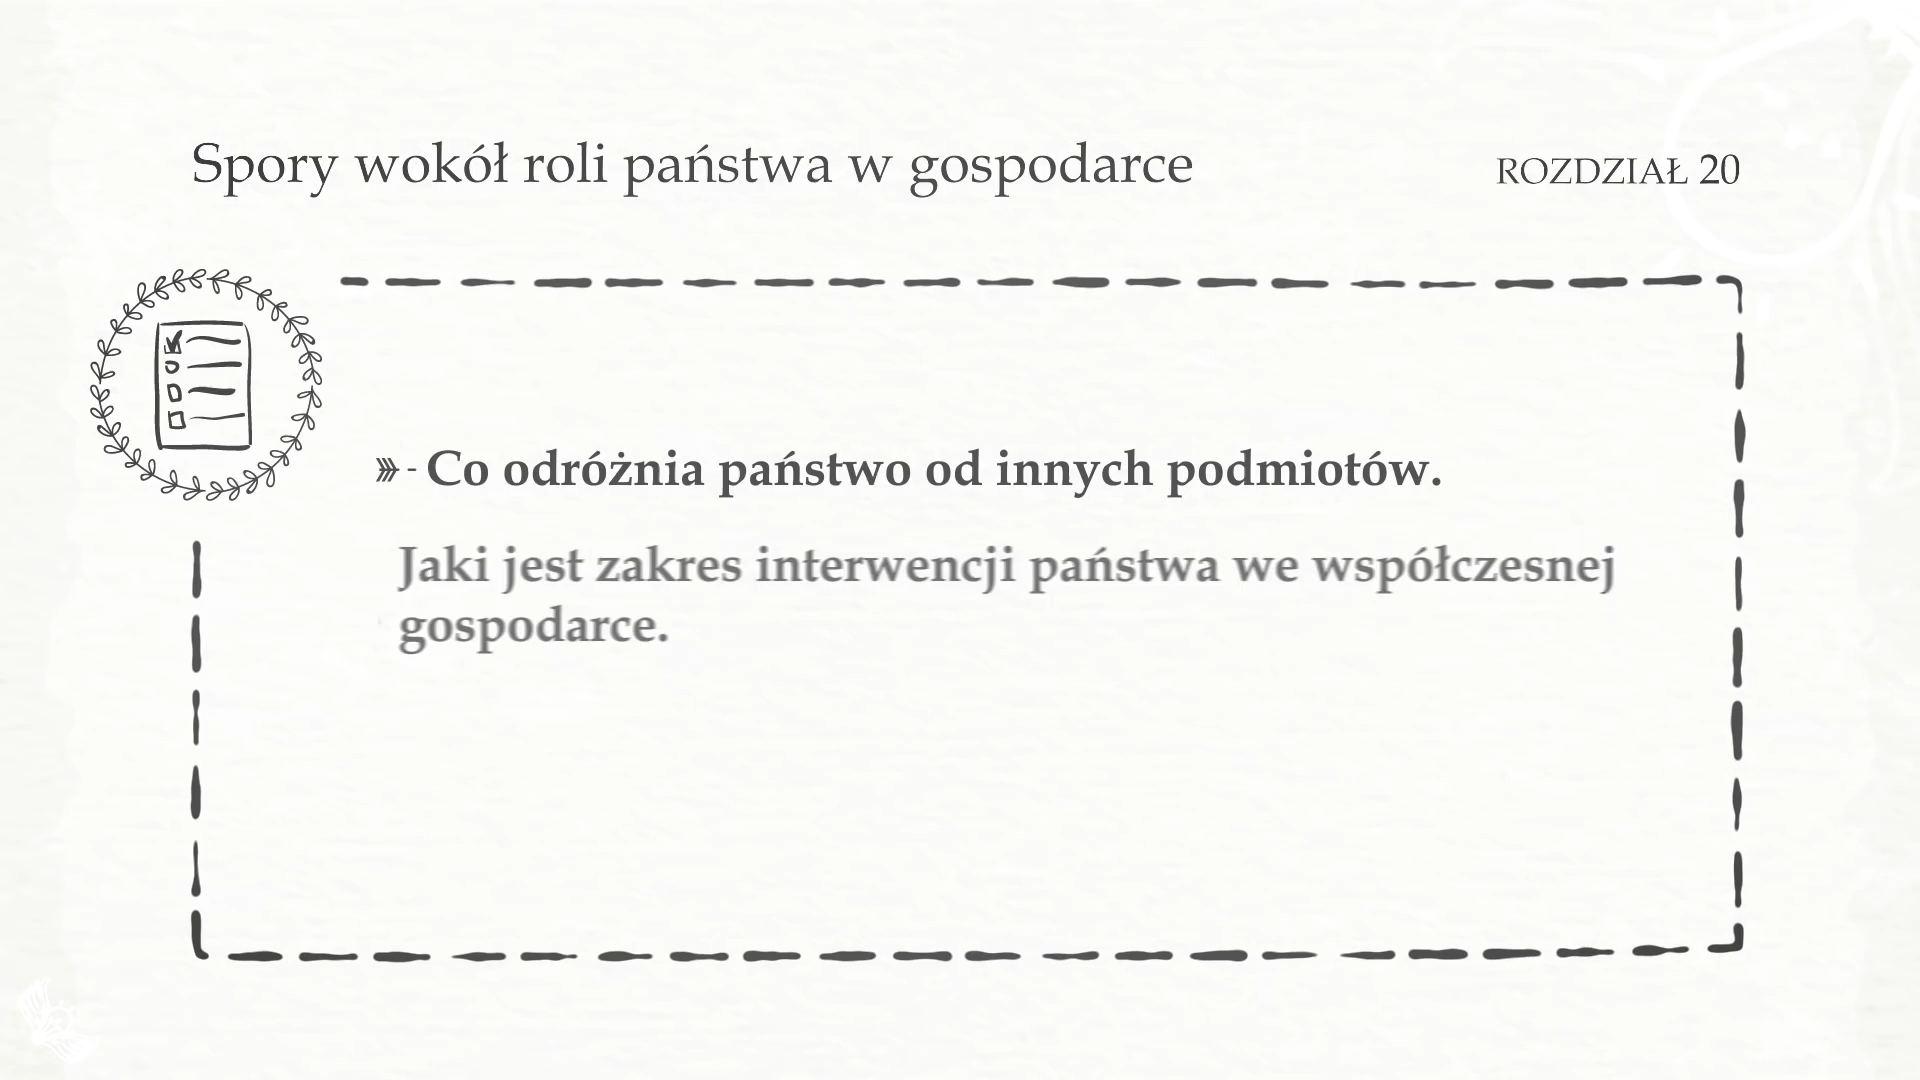 Spory wokół roli państwa w gospodarce
ROZDZIAŁ 20
- Co odróżnia państwo od innych podmiotów.
Jaki jest zakres interwencji państwa we współczesnej
gospodarce.